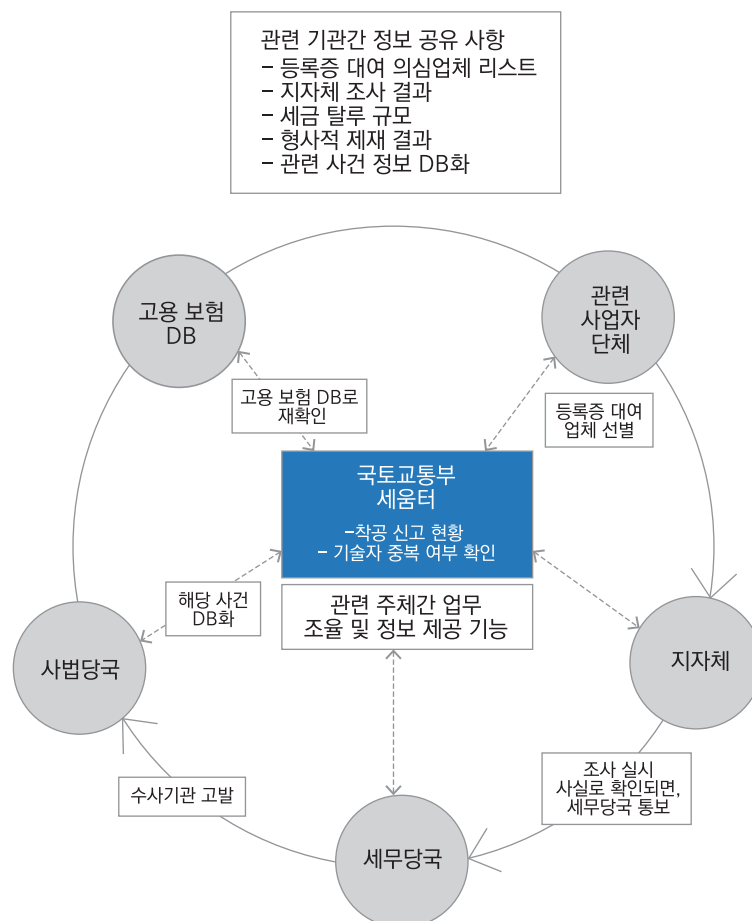 관련 기관간 정보 공유 사항
– 등록증 대여 의심업체 리스트
– 지자체 조사 결과
– 세금 탈루 규모
– 형사적 제재 결과
– 관련 사건 정보 DB화
고용 보험
DB
관련
사업자
단체
고용 보험 DB로
재확인
등록증 대여
업체 선별
국토교통부
세움터
–착공 신고 현황
– 기술자 중복 여부 확인
해당 사건
DB화
관련 주체간 업무
조율 및 정보 제공 기능
사법당국
지자체
수사기관 고발
조사 실시
사실로 확인되면,
세무당국 통보
세무당국